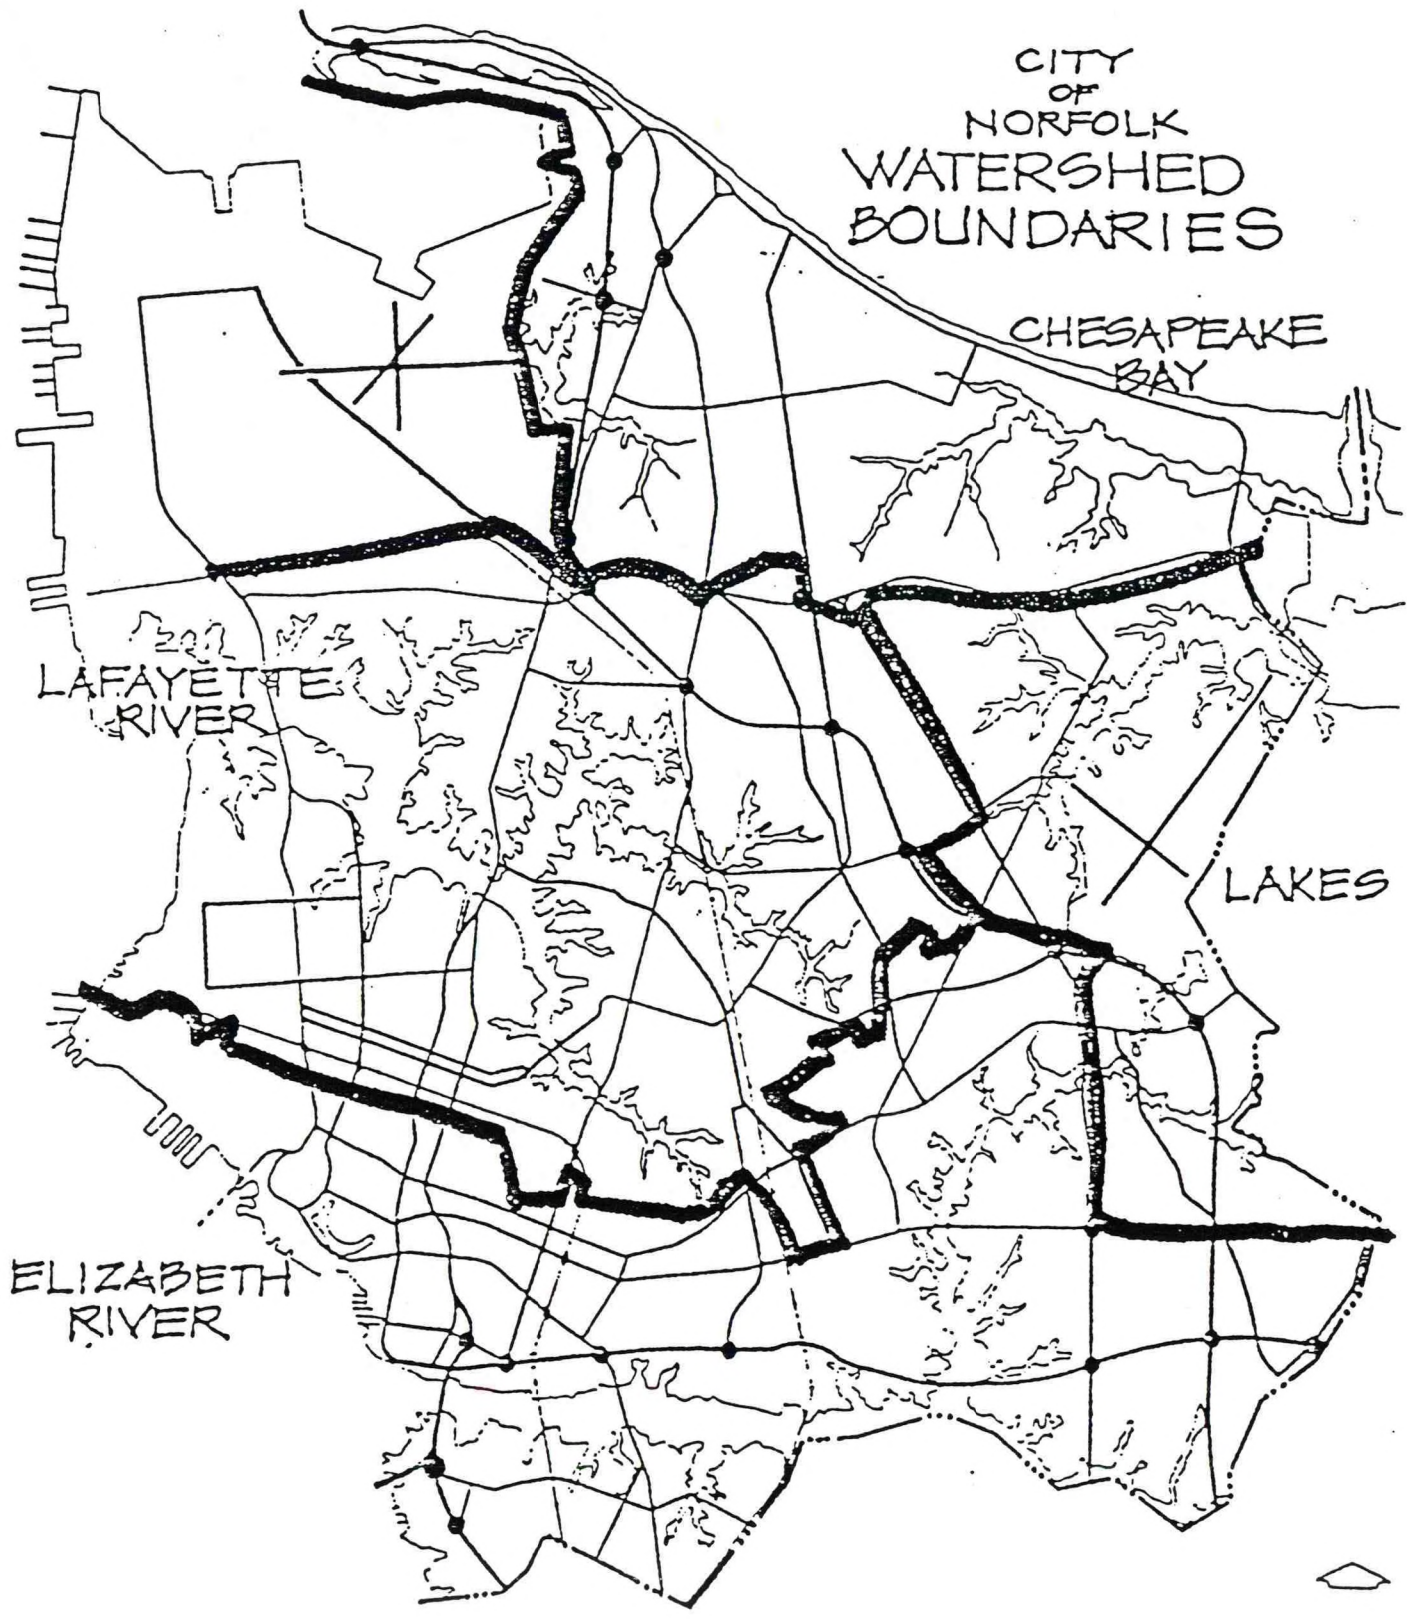 CITY
OF
NORFOLK
WATERSHED
BOUNDARIES
CHESAPEAKE
BAY
LAFAYETTE
RIVER
LAKES
ELIZABETH
RIVER